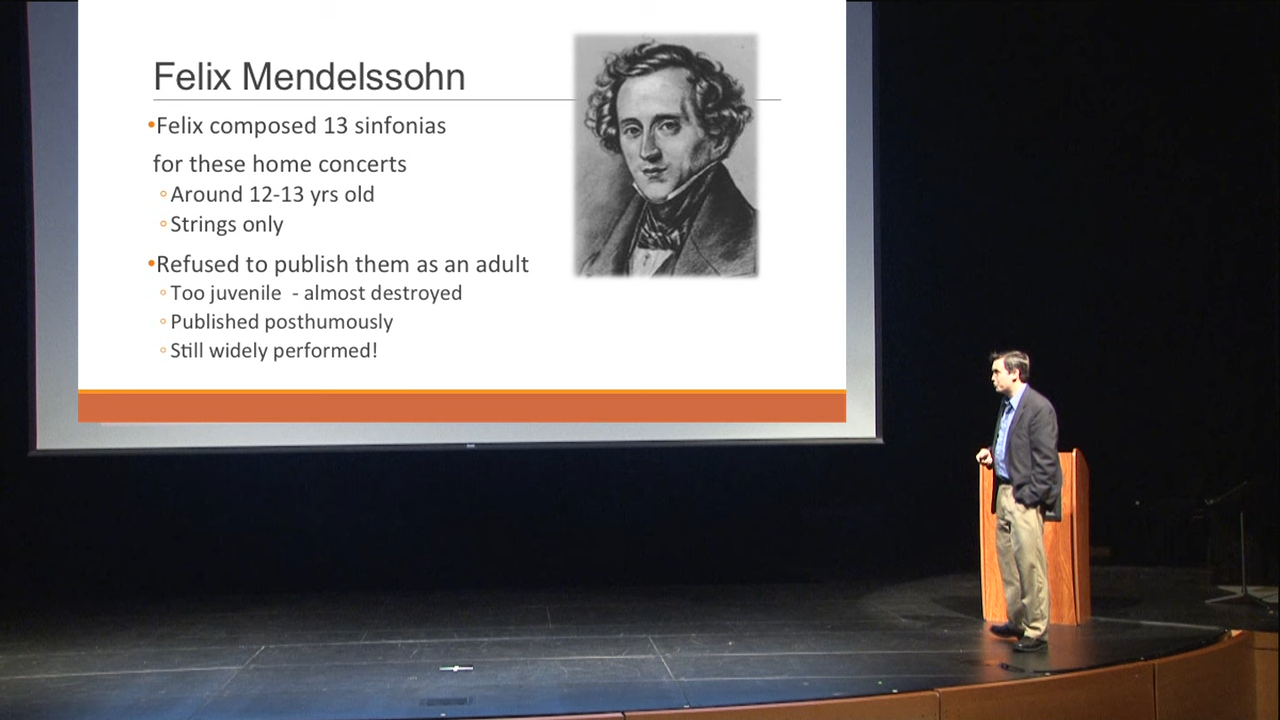 Felix Mendelssohn
•Felix composed 13 sinfonias
for these home concerts
◦Around 12-13 yrs old
◦Strings only
•Refused to publish them as an adult
◦Too juvenile - almost destroyed
◦Published posthumously
◦Still widely performed!